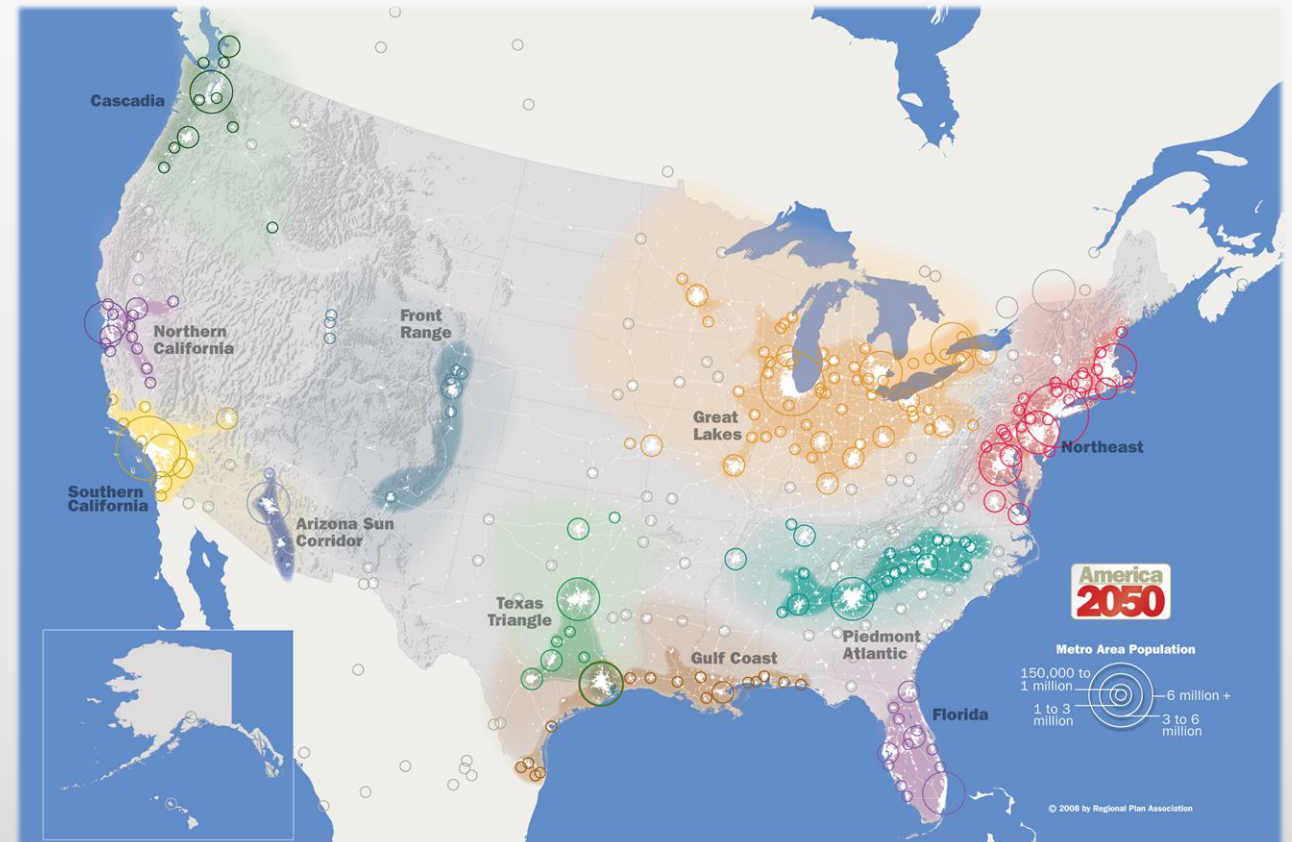 Cascadia
Northern
California
Front
Range
Great
Lakes
Northeast
Southern
California
Arizona Sun
Corridor
Texas
Triangle
Gulf Coast
Piedmont
Atlantic
Florida
America
2050
Metro Area Population
150,000 to
1 million
1 to 3
million
6 million +
3 to 6
million
© 2008 by Regional Plan Association